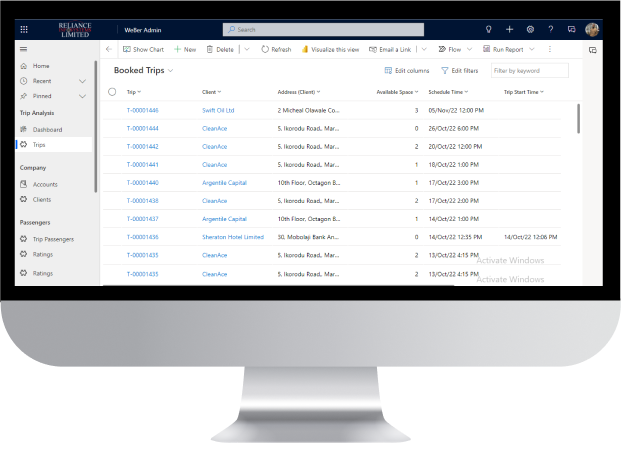 RELIANCE
LIMITED
WeBer Admin
Search
?
Show Chart
New
Delete
Refresh
Visualize this view
Email a Link
Flow
Run Report
Home
Recent
Pinned
Trip Analysis
Dashboard
Trips
Company
Accounts
Clients
Passengers
Trip Passengers
Ratings
Ratings
Booked Trips
Edit columns
Edit filters
Filter by keyword
Trip Client Address (Client) Available Space Schedule Time Trip Start Time
T-00001446 Swift Oil Ltd 2 Micheal Olawale Co... 3 05/Nov/22 12:00 PM
T-00001444 CleanAce 5, Ikorodu Road, Mar... 0 26/Oct/22 6:00 PM
T-00001442 CleanAce 5, Ikorodu Road, Mar... 2 20/Oct/22 12:00 PM
T-00001441 CleanAce 5, Ikorodu Road, Mar... 1 18/Oct/22 1:00 PM
T-00001440 Argentile Capital 10th Floor, Octagon B... 1 17/Oct/22 3:00 PM
T-00001438 CleanAce 5, Ikorodu Road, Mar... 2 17/Oct/22 2:00 PM
T-00001437 Argentile Capital 10th Floor, Octagon B... 1 14/Oct/22 1:00 PM
T-00001436 Sheraton Hotel Limited 30, Mobolaji Bank An... 0 14/Oct/22 12:35 PM 14/Oct/22 12:06 PM
T-00001435 CleanAce 5, Ikorodu Road, Mar... 2 13/Oct/22 4:15 PM
Activate Windows
T-00001435 CleanAce 5, Ikorodu Road, Mar... 2 13/Oct/22 4:15 PM
Activate Windows